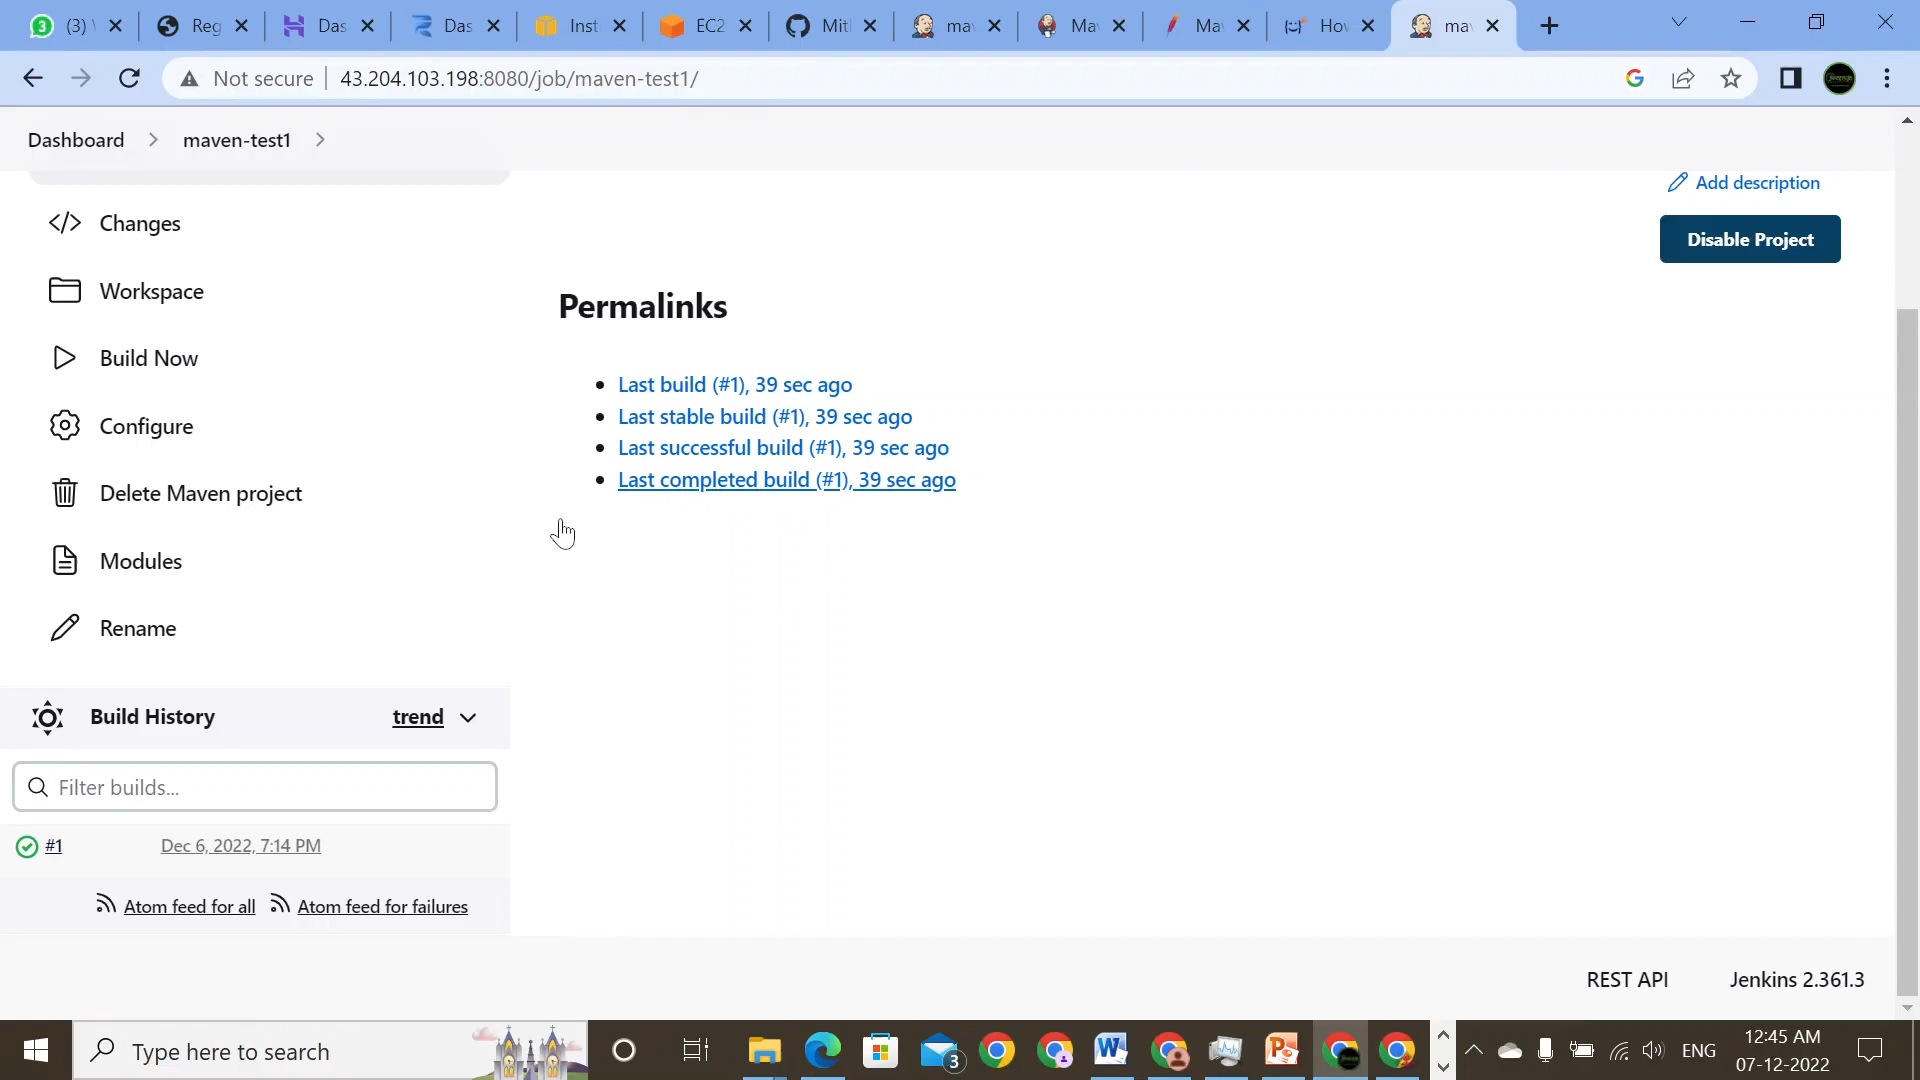 (3)
Reg
Das
Das
Inst
EC2
Mitl
ma
Ma
Ma
Hov
ma
Not secure 43.204.103.198:8080/job/maven-test1/
Dashboard maven-test1
Add description
Disable Project
Changes
Workspace
Build Now
Configure
Delete Maven project
Modules
Rename
Permalinks
Last build (#1), 39 sec ago
Last stable build (#1), 39 sec ago
Last successful build (#1), 39 sec ago
Last completed build (#1), 39 sec ago
Build History trend
Filter builds...
#1 Dec 6, 2022, 7:14 PM
Atom feed for all Atom feed for failures
REST API Jenkins 2.361.3
Type here to search
3
ENG
12:45 AM
07-12-2022